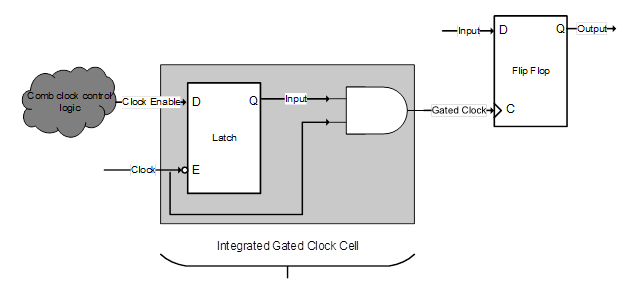 Input
D
Q
Output
Flip Flop
Comb clock control
logic
Clock Enable
D
Q
Input
Gated Clock
C
Latch
Clock
E
Integrated Gated Clock Cell